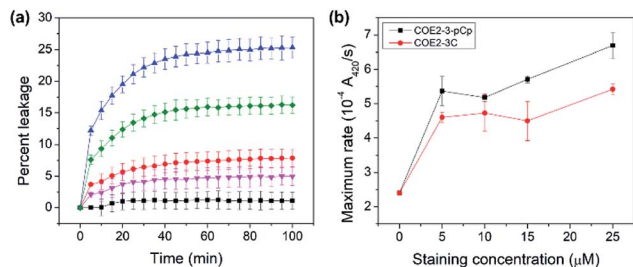 (a)
30
25
20
15
10
5
0
Percent leakage
0 20 40 60 80 100
Time (min)
(b)
COE2-3-pCp
COE2-3C
7
6
5
4
3
2
Maximum rate (10⁻⁴ A₄₂₀/s)
0 5 10 15 20 25
Staining concentration (μM)